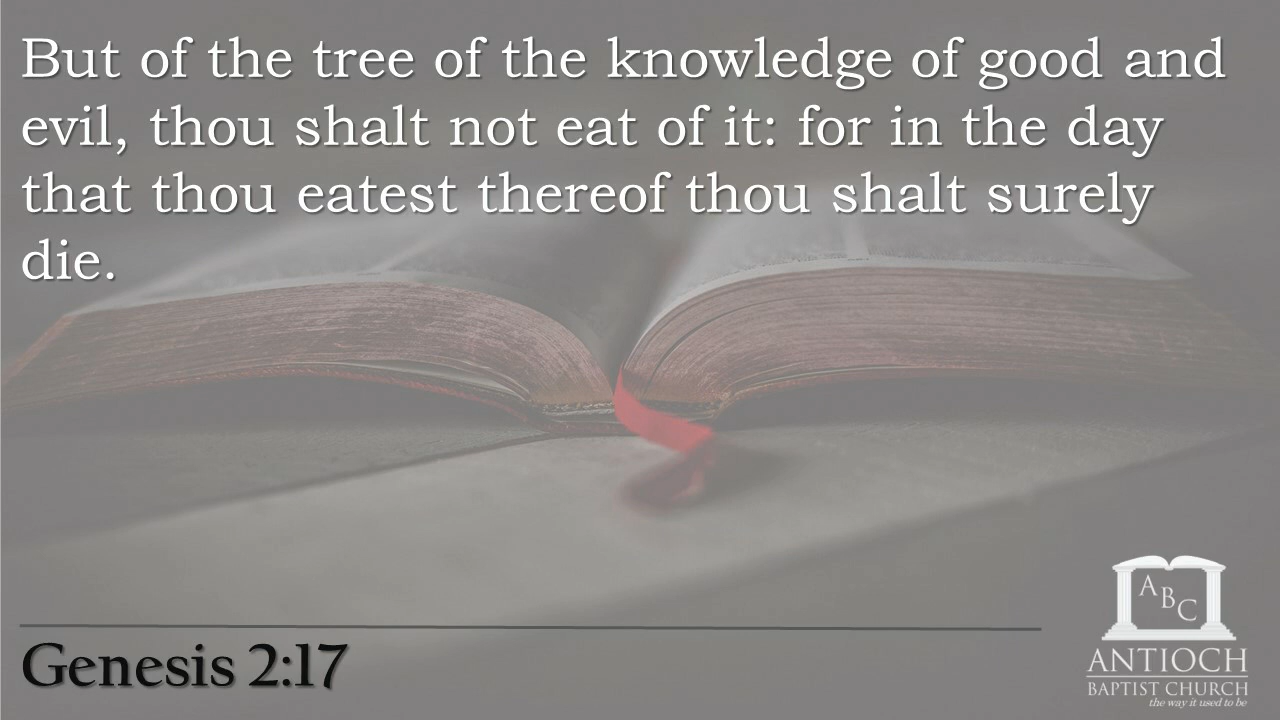 But of the tree of the knowledge of good and
evil, thou shalt not eat of it: for in the day
that thou eatest thereof thou shalt surely
die.
Genesis 2:17
A B C
ANTIOCH
BAPTIST CHURCH
the way it used to be